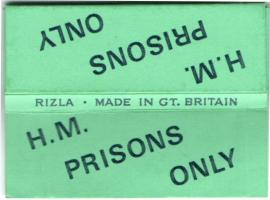 H.M.
PRISONS
ONLY
RIZLA · MADE IN GT. BRITAIN
H.M.
PRISONS
ONLY